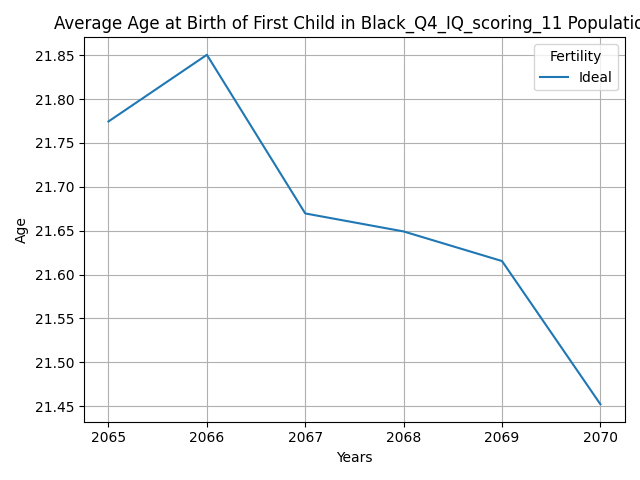 Average Age at Birth of First Child in Black_Q4_IQ_scoring_11 Populatio
Fertility
Ideal
21.85
21.80
21.75
21.70
21.65
21.60
21.55
21.50
21.45
Age
2065 2066 2067 2068 2069 2070
Years